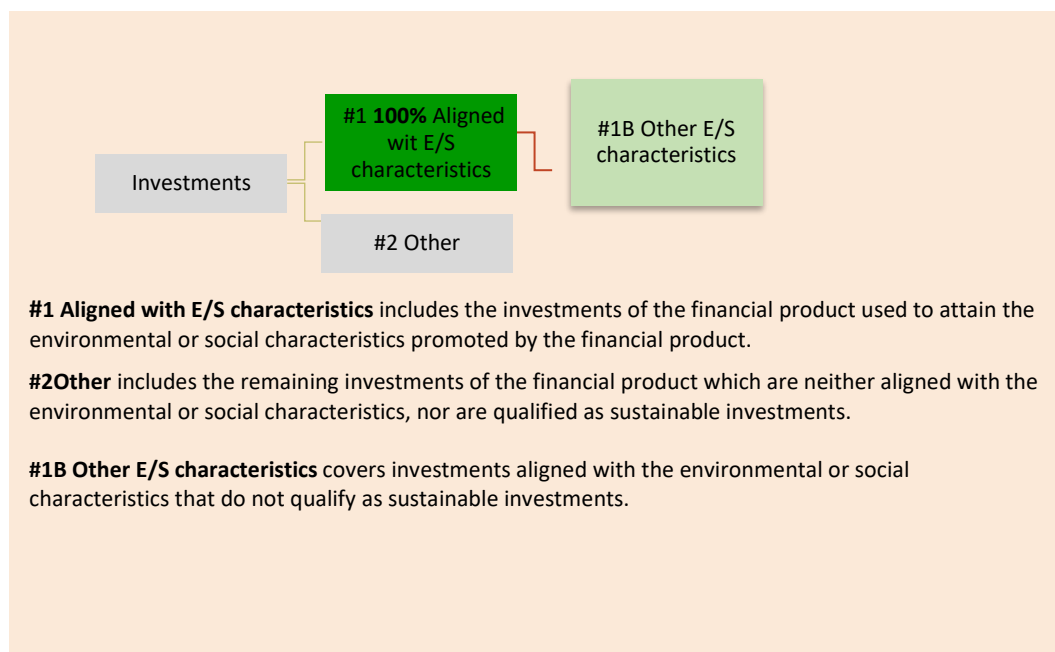 #1 100% Aligned
wit E/S
characteristics
#1B Other E/S
characteristics
Investments
#2 Other
#1 Aligned with E/S characteristics includes the investments of the financial product used to attain the
environmental or social characteristics promoted by the financial product.
#2Other includes the remaining investments of the financial product which are neither aligned with the
environmental or social characteristics, nor are qualified as sustainable investments.
#1B Other E/S characteristics covers investments aligned with the environmental or social
characteristics that do not qualify as sustainable investments.